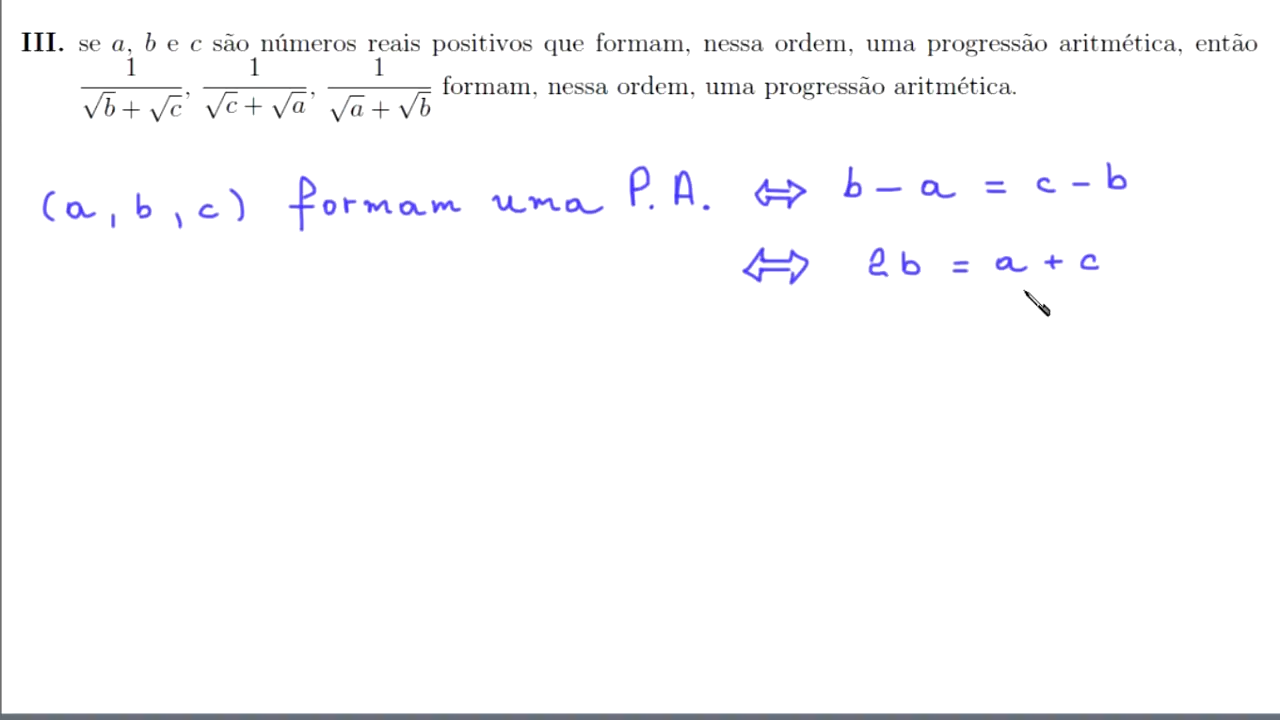 III. se a, b e c são números reais positivos que formam, nessa ordem, uma progressão aritmética, então
1/(√b + √c), 1/(√c + √a), 1/(√a + √b) formam, nessa ordem, uma progressão aritmética.
(a, b, c) formam uma P.A. ⇔ b - a = c - b
⇔ 2b = a + c